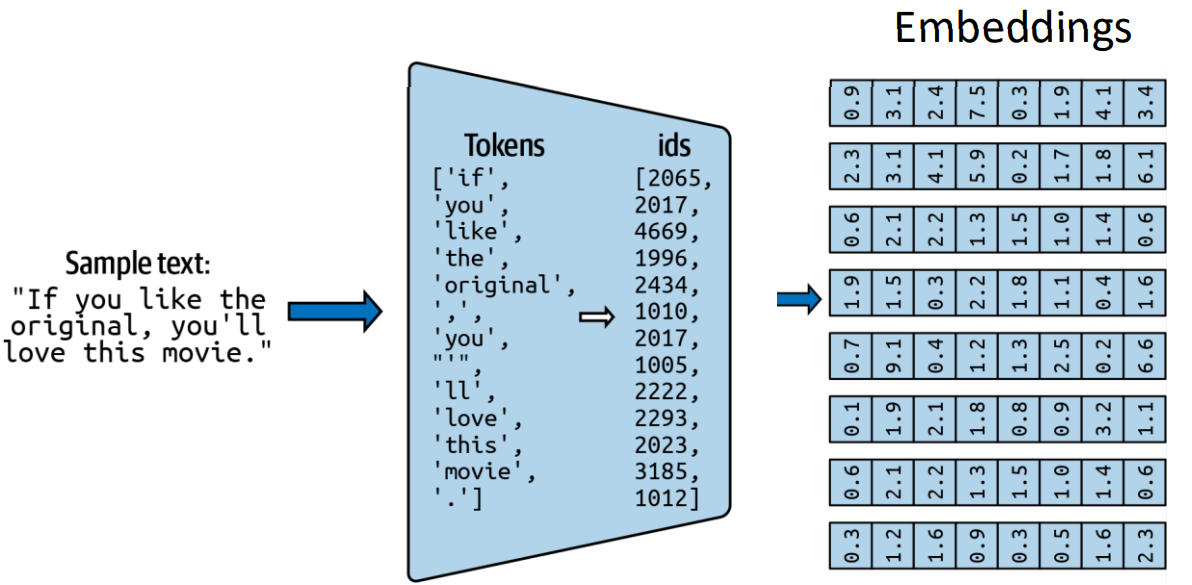 Embeddings
Sample text:
"If you like the
original, you'll
love this movie."
Tokens ids
['if', [2065,
'you', 2017,
'like', 4669,
'the', 1996,
'original', 2434,
',', 1010,
'you', 2017,
"'", 1005,
'll', 2222,
'love', 2293,
'this', 2023,
'movie', 3185,
'.'] 1012]
0.9 3.1 2.4 7.5 0.3 1.9 4.1 3.4
2.3 3.1 4.1 5.9 0.2 1.7 1.8 6.1
0.6 2.1 2.2 1.3 1.5 1.0 1.4 0.6
1.9 1.5 0.3 2.2 1.8 1.1 0.4 1.6
0.7 9.1 0.4 1.2 1.3 2.5 0.2 6.6
0.1 1.9 2.1 1.8 0.8 0.9 3.2 1.1
0.6 2.1 2.2 1.3 1.5 1.0 1.4 0.6
0.3 1.2 1.6 0.9 0.3 0.5 1.6 2.3